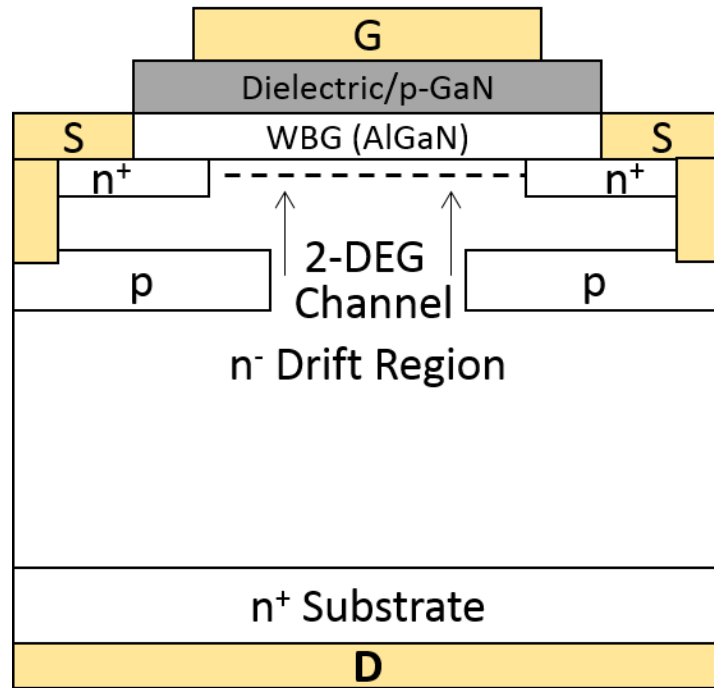 G
Dielectric/p-GaN
S WBG (AlGaN) S
n⁺ n⁺
2-DEG
p Channel p
n⁻ Drift Region
n⁺ Substrate
D